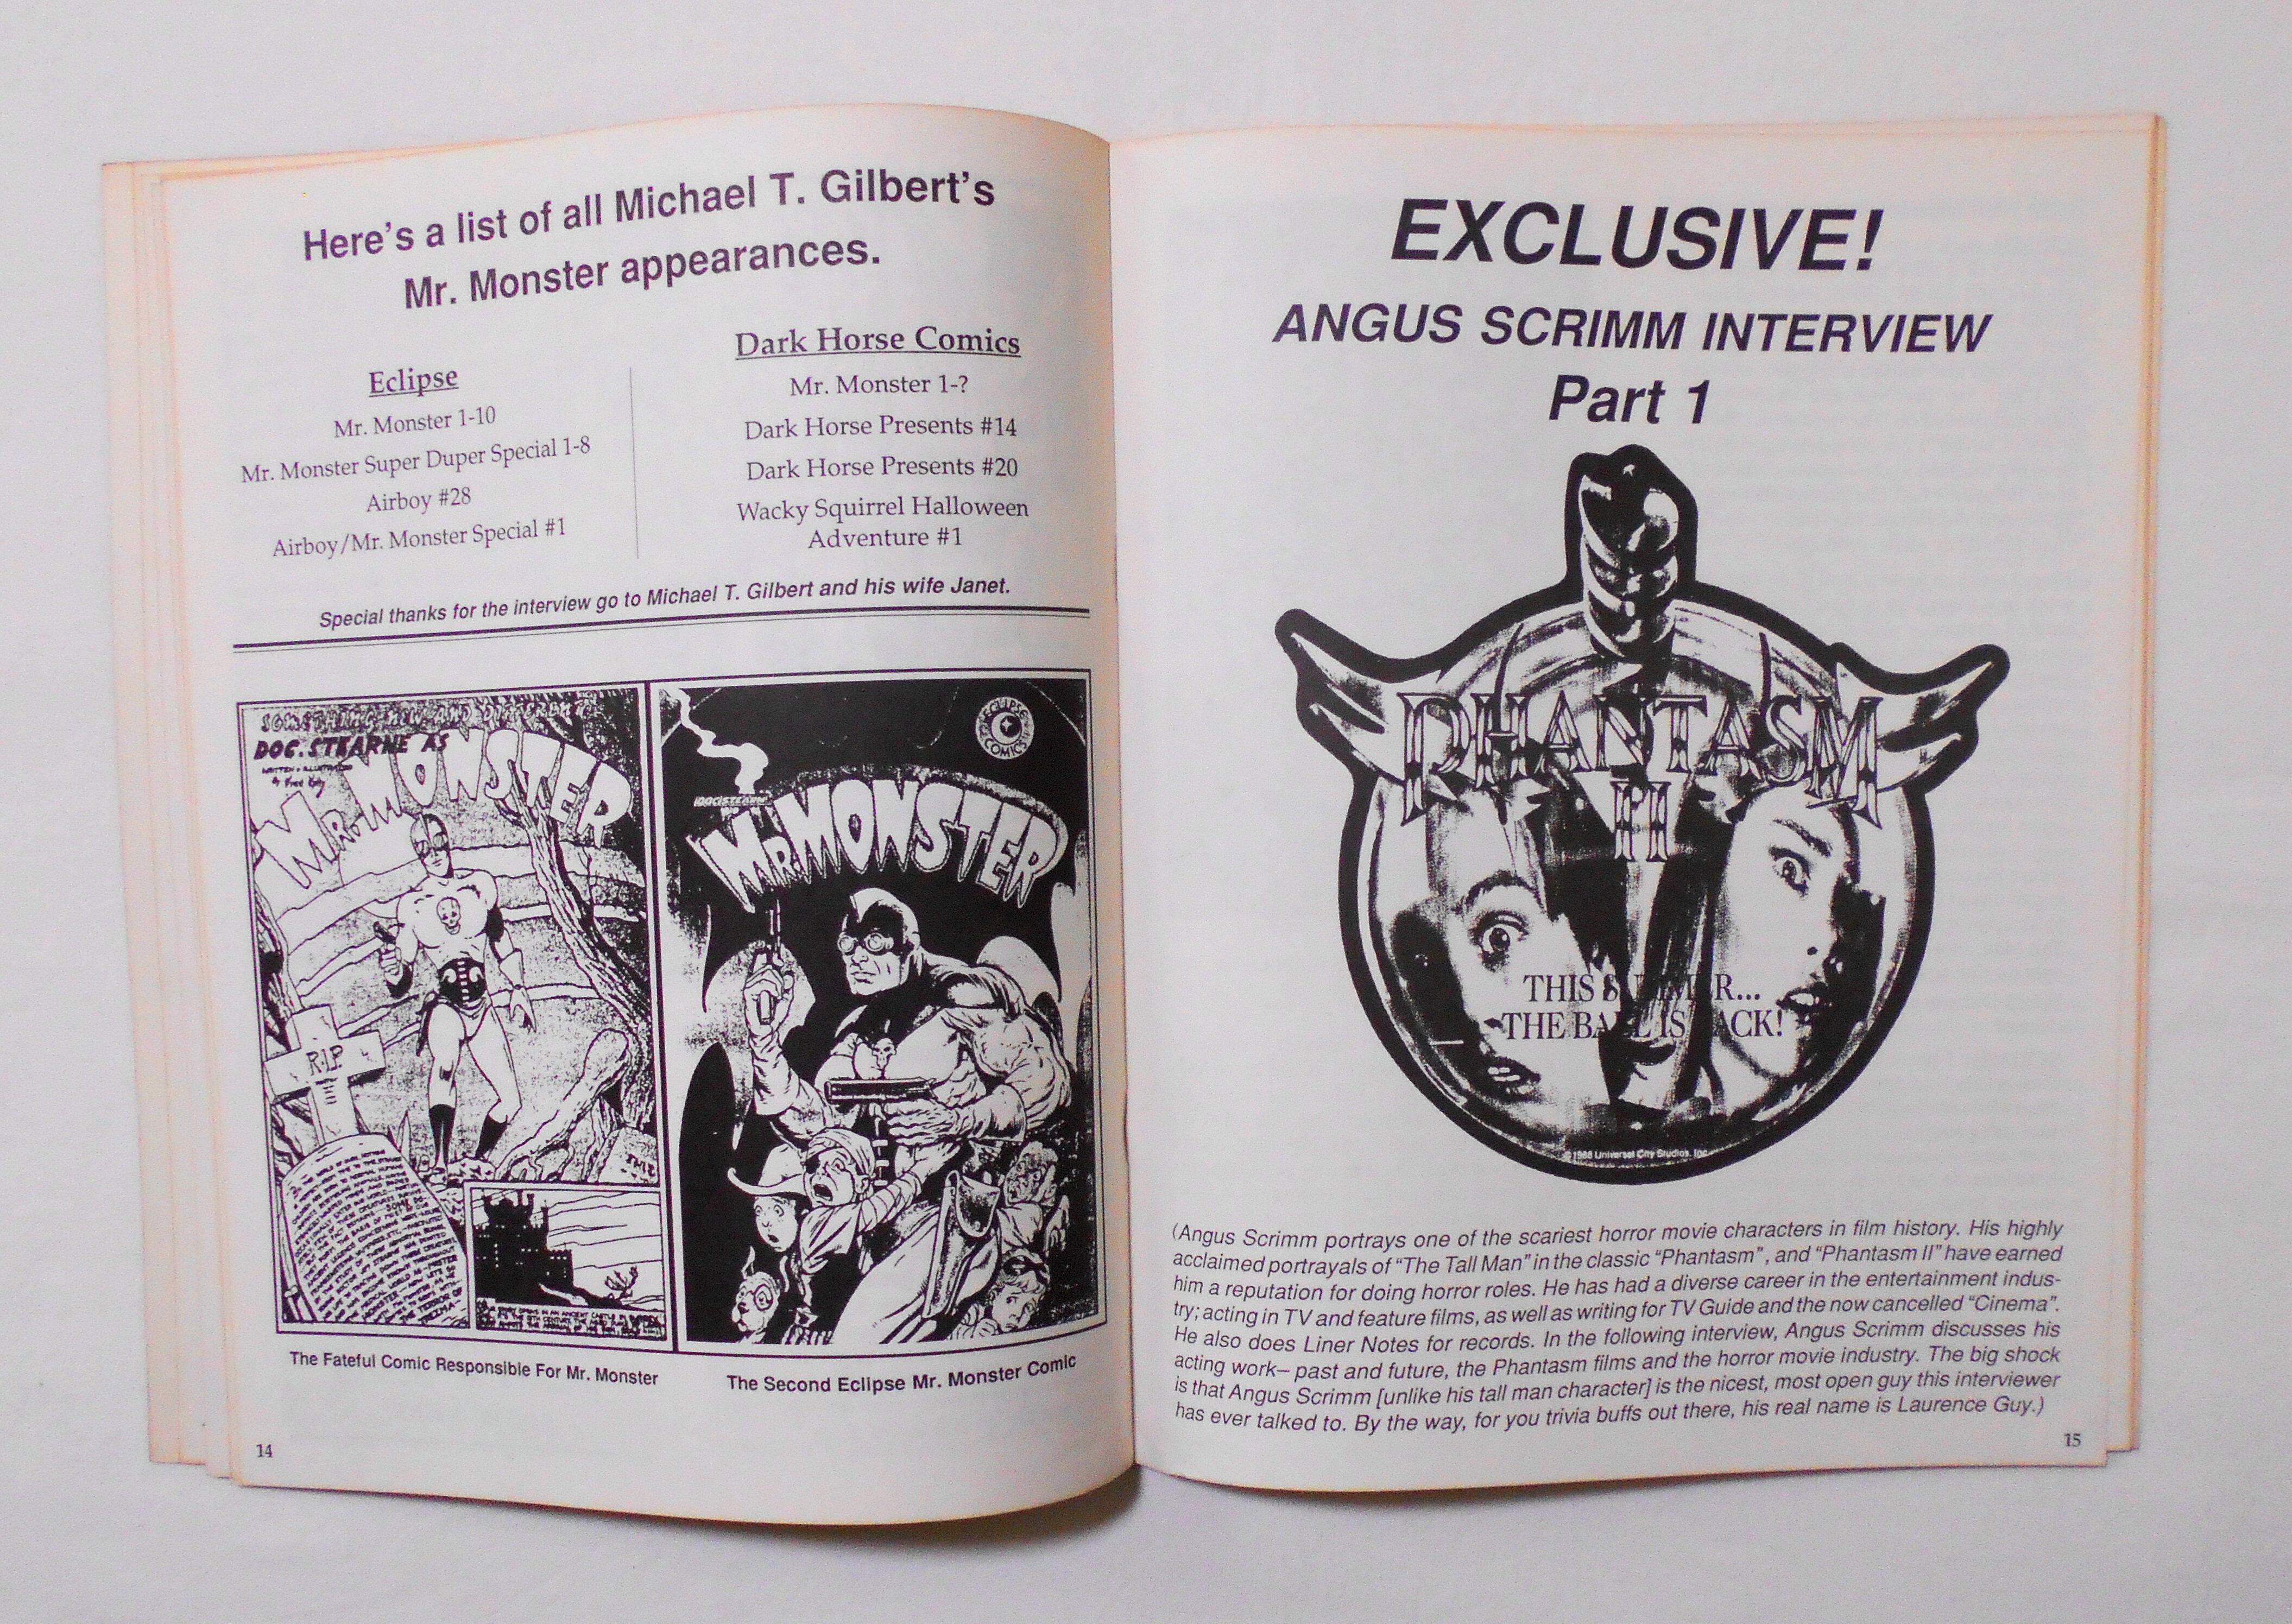 Here's a list of all Michael T. Gilbert's
Mr. Monster appearances.
Eclipse
Mr. Monster 1-10
Mr. Monster Super Duper Special 1-8
Airboy #28
Airboy/Mr. Monster Special #1
Dark Horse Comics
Mr. Monster 1-?
Dark Horse Presents #14
Dark Horse Presents #20
Wacky Squirrel Halloween
Adventure #1
Special thanks for the interview go to Michael T. Gilbert and his wife Janet.
SOMETHING NEW AND DIFFERENT
DOC. STEARNE AS
MR. MONSTER
R.I.P.
ECLIPSE
COMICS
MR. MONSTER
The Fateful Comic Responsible For Mr. Monster
The Second Eclipse Mr. Monster Comic
14
EXCLUSIVE!
ANGUS SCRIMM INTERVIEW
Part 1
PHANTASM
II
THIS SUMMER...
THE BALL IS BACK!
©1988 Universal City Studios, Inc.
(Angus Scrimm portrays one of the scariest horror movie characters in film history. His highly
acclaimed portrayals of "The Tall Man" in the classic "Phantasm", and "Phantasm II" have earned
him a reputation for doing horror roles. He has had a diverse career in the entertainment indus-
try; acting in TV and feature films, as well as writing for TV Guide and the now cancelled "Cinema".
He also does Liner Notes for records. In the following interview, Angus Scrimm discusses his
acting work– past and future, the Phantasm films and the horror movie industry. The big shock
is that Angus Scrimm [unlike his tall man character] is the nicest, most open guy this interviewer
has ever talked to. By the way, for you trivia buffs out there, his real name is Laurence Guy.)
15